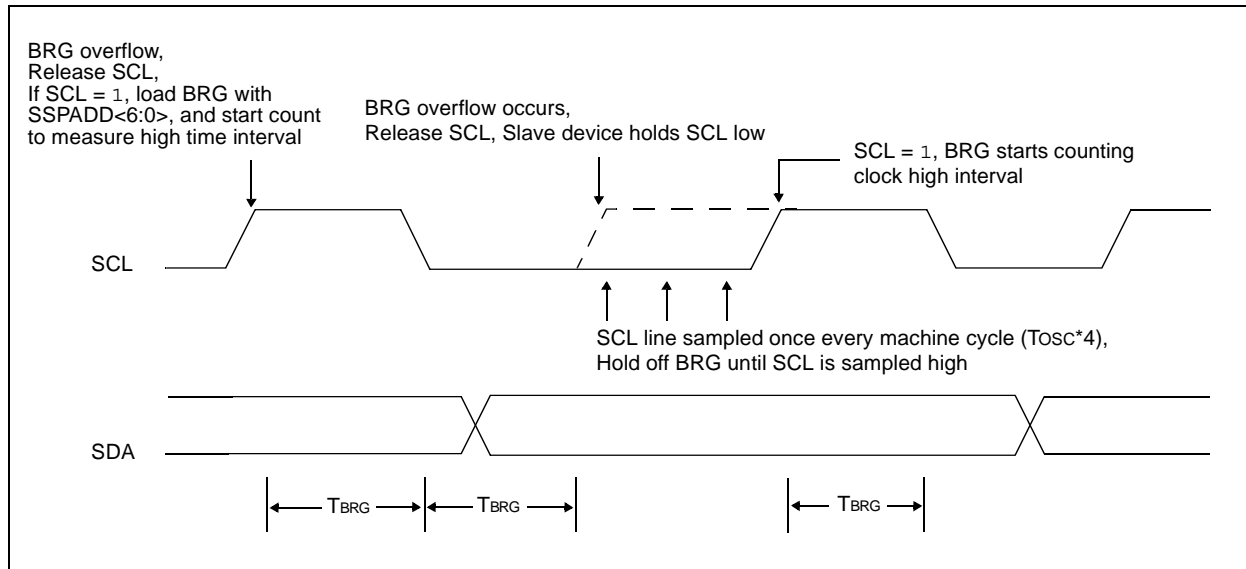 BRG overflow,
Release SCL,
If SCL = 1, load BRG with
SSPADD<6:0>, and start count
to measure high time interval
BRG overflow occurs,
Release SCL, Slave device holds SCL low
SCL = 1, BRG starts counting
clock high interval
SCL
SCL line sampled once every machine cycle (TOSC*4),
Hold off BRG until SCL is sampled high
SDA
TBRG
TBRG
TBRG